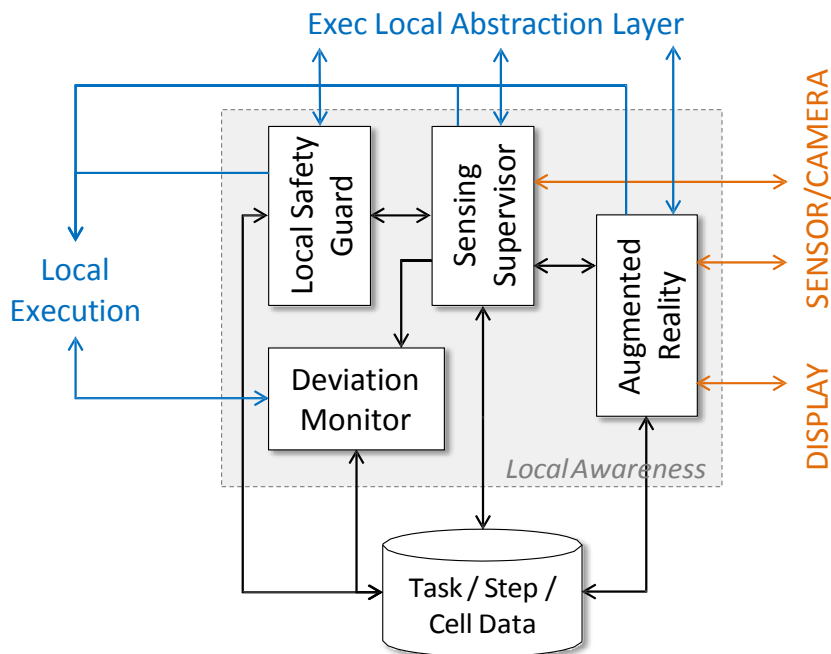 Exec Local Abstraction Layer
Local Safety
Guard
Sensing
Supervisor
Augmented
Reality
SENSOR/CAMERA
DISPLAY
Local
Execution
Deviation
Monitor
Local Awareness
Task / Step /
Cell Data